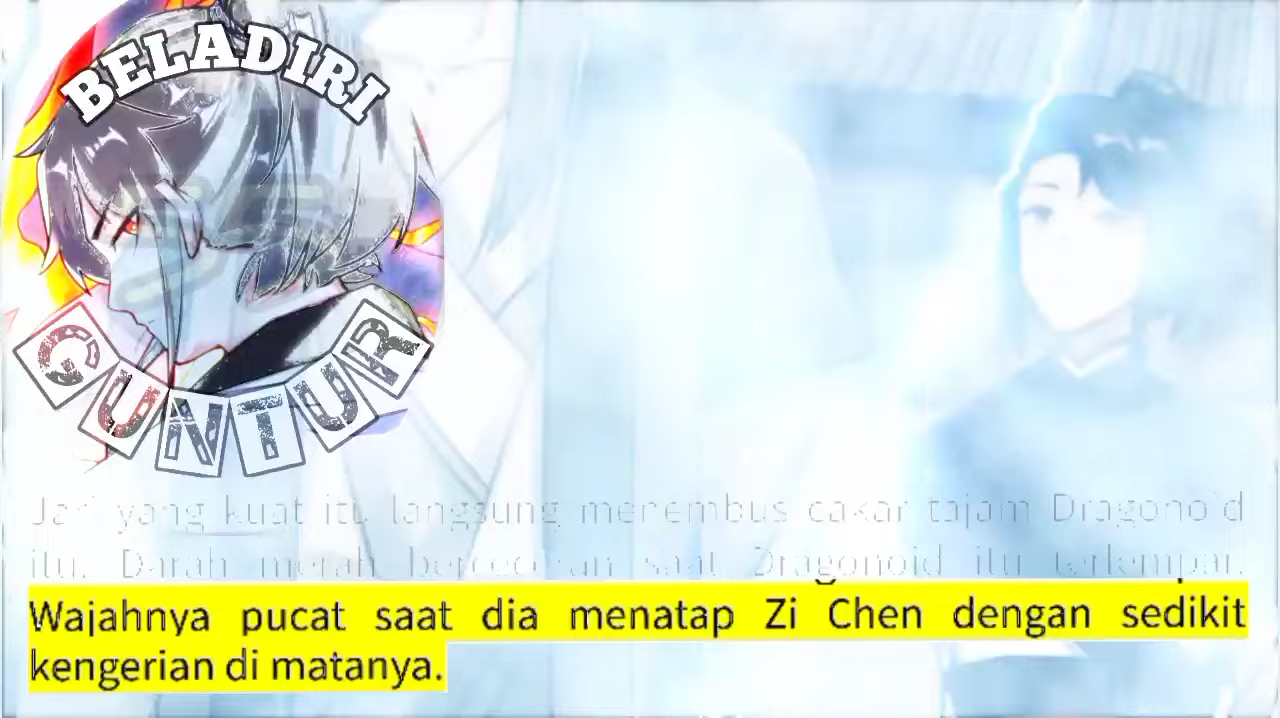 BELADIRI
GUNTUR
Jari yang kuat itu langsung menembus cakar tajam Dragonoid
itu. Darah merah berceceran saat Dragonoid itu terlempar.
Wajahnya pucat saat dia menatap Zi Chen dengan sedikit
kengerian di matanya.